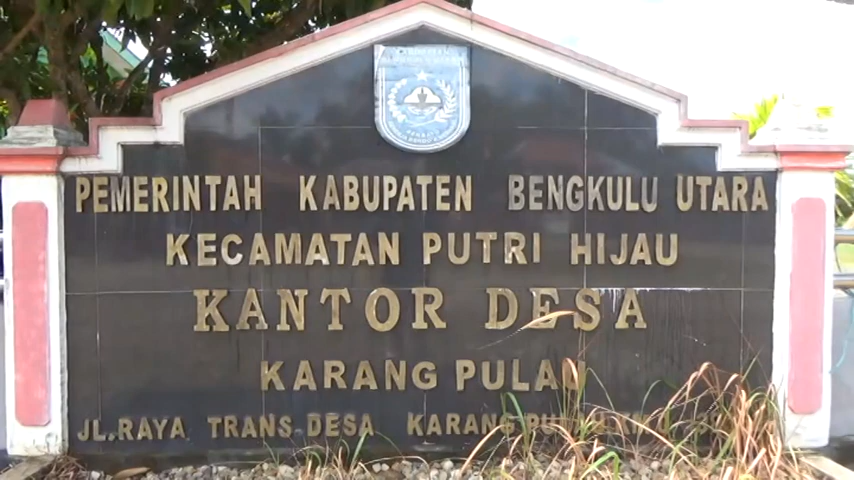 PEMERINTAH KABUPATEN BENGKULU UTARA
KECAMATAN PUTRI HIJAU
KANTOR DESA
KARANG PULAU
JL.RAYA TRANS-DESA KARANG